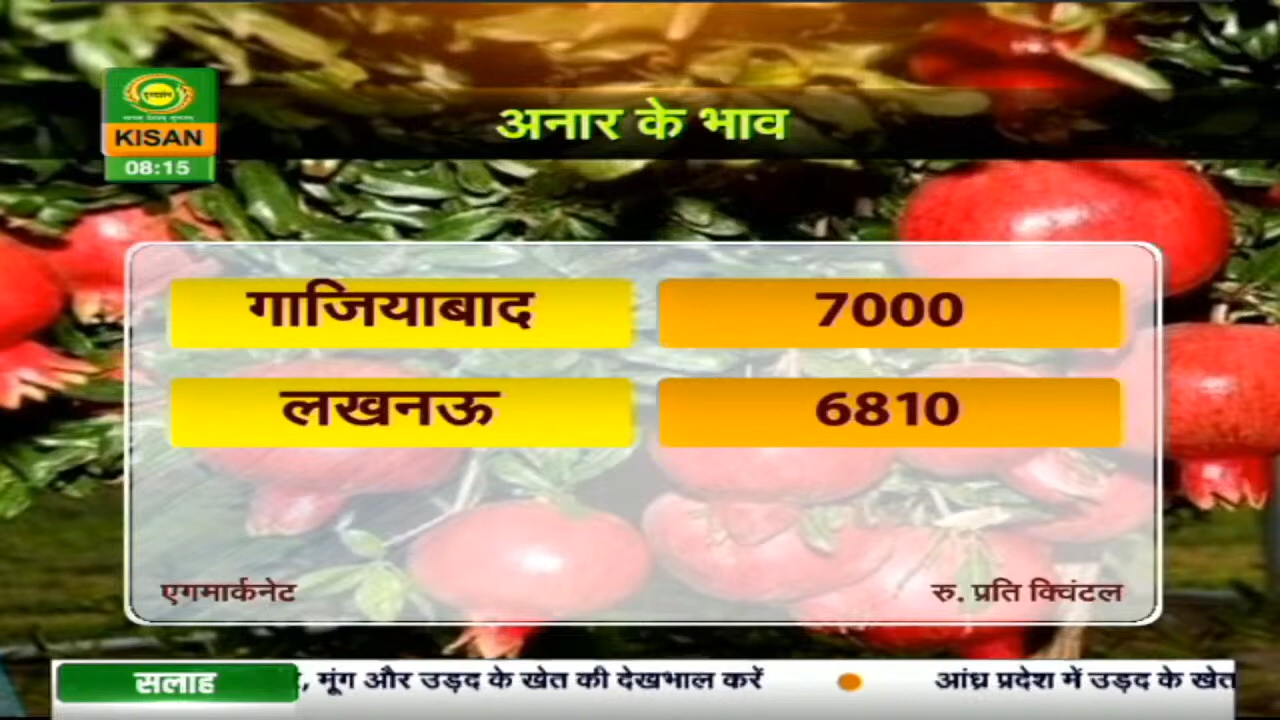 अनार के भाव
KISAN
08:15
गाजियाबाद 7000
लखनऊ 6810
एगमार्कनेट रु. प्रति क्विंटल
सलाह , मूंग और उड़द के खेत की देखभाल करें आंध्र प्रदेश में उड़द के खेत